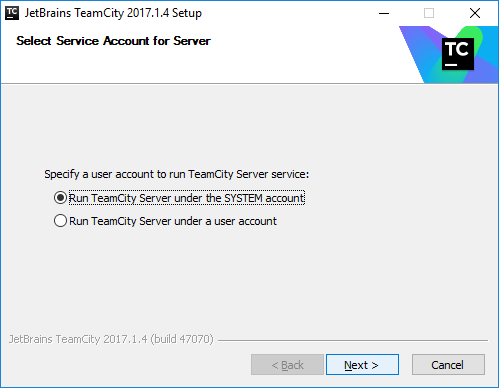 TC JetBrains TeamCity 2017.1.4 Setup
Select Service Account for Server
TC
Specify a user account to run TeamCity Server service:
Run TeamCity Server under the SYSTEM account
Run TeamCity Server under a user account
JetBrains TeamCity 2017.1.4 (build 47070)
< Back Next > Cancel